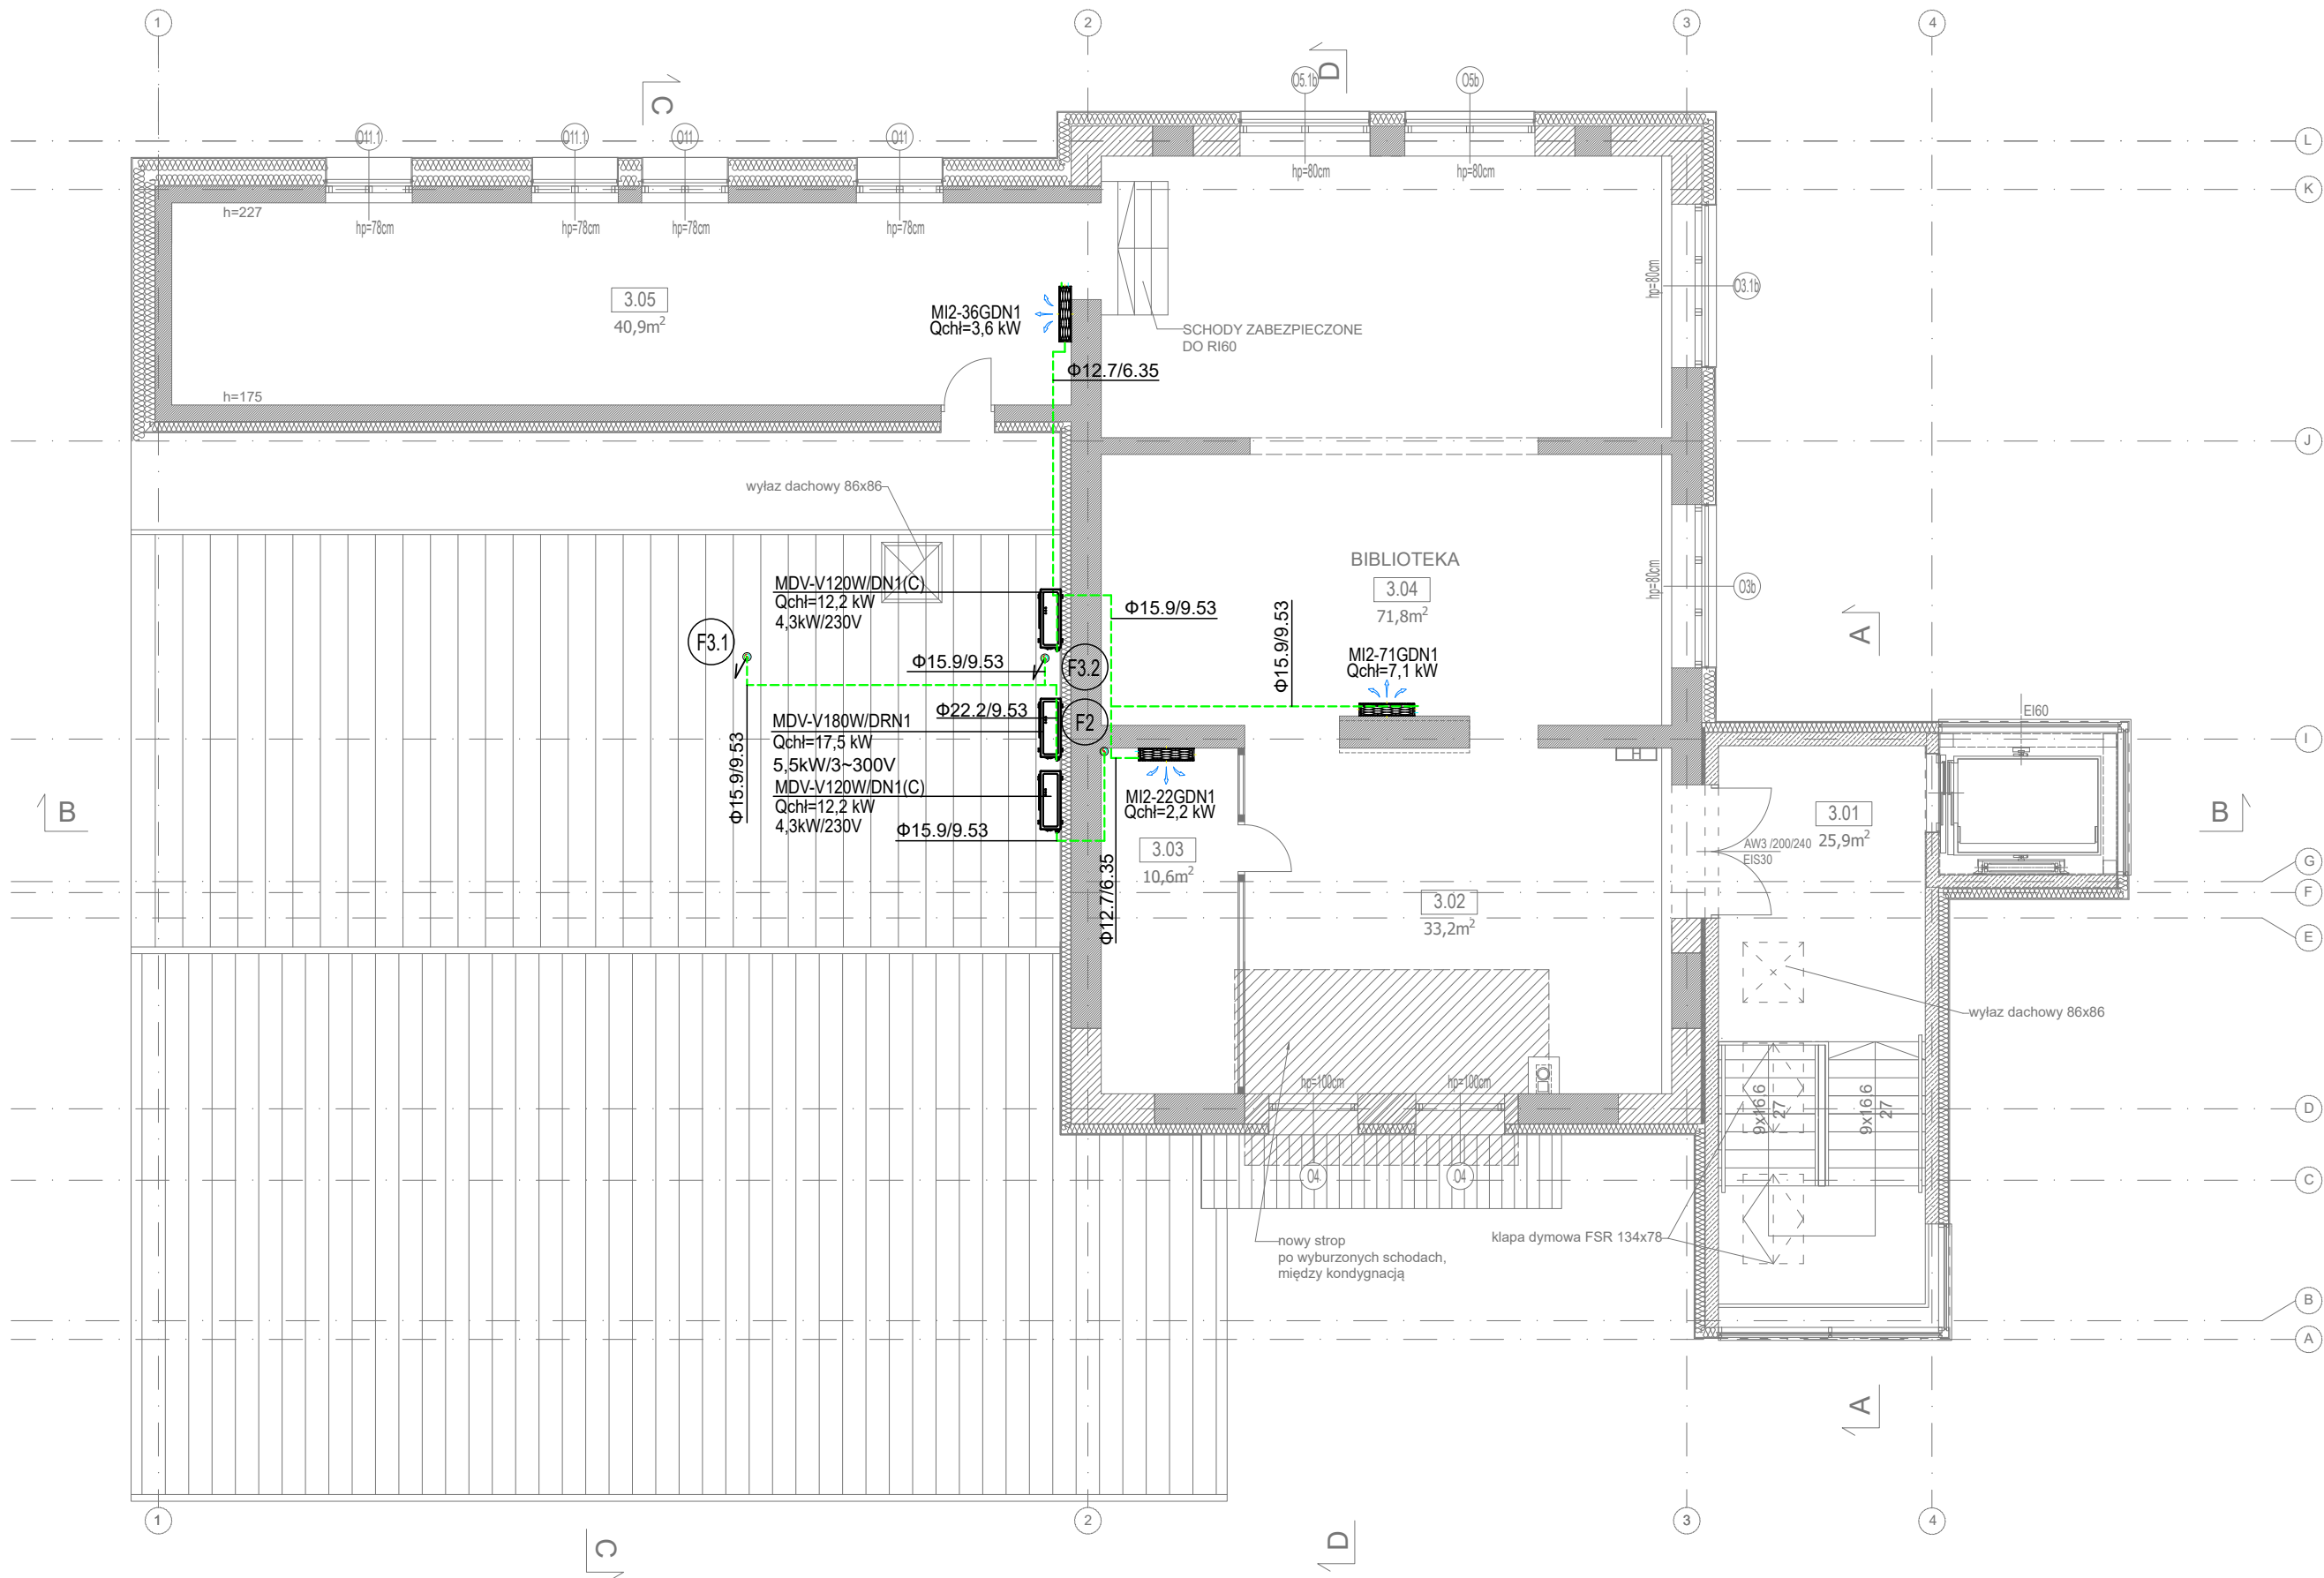 1
2
3
4
D
C
O5.1b
O5b
O11.1
O11.1
O11
O11
L
K
hp=80cm
hp=80cm
h=227
hp=78cm
hp=78cm
hp=78cm
hp=78cm
3.05
40,9m²
MI2-36GDN1
Qchł=3,6 kW
SCHODY ZABEZPIECZONE
DO RI60
hp=80cm
O3.1b
Φ12.7/6.35
h=175
J
wyłaz dachowy 86x86
BIBLIOTEKA
3.04
71,8m²
hp=80cm
O3b
MDV-V120W/DN1(C)
Qchł=12,2 kW
4,3kW/230V
Φ15.9/9.53
Φ15.9/9.53
A
F3.1
Φ15.9/9.53
F3.2
MI2-71GDN1
Qchł=7,1 kW
Φ22.2/9.53
F2
MDV-V180W/DRN1
Qchł=17,5 kW
5,5kW/3~300V
Φ15.9/9.53
EI60
I
MDV-V120W/DN1(C)
Qchł=12,2 kW
4,3kW/230V
Φ15.9/9.53
MI2-22GDN1
Qchł=2,2 kW
B
B
3.01
25,9m²
AW3 /200/240
EIS30
3.03
10,6m²
Φ12.7/6.35
3.02
33,2m²
G
F
E
wyłaz dachowy 86x86
hp=100cm
hp=100cm
9x16.6
27
9x16.6
27
D
O4
O4
C
nowy strop
po wyburzonych schodach,
między kondygnacją
klapa dymowa FSR 134x78
B
A
A
1
2
3
4
C
D